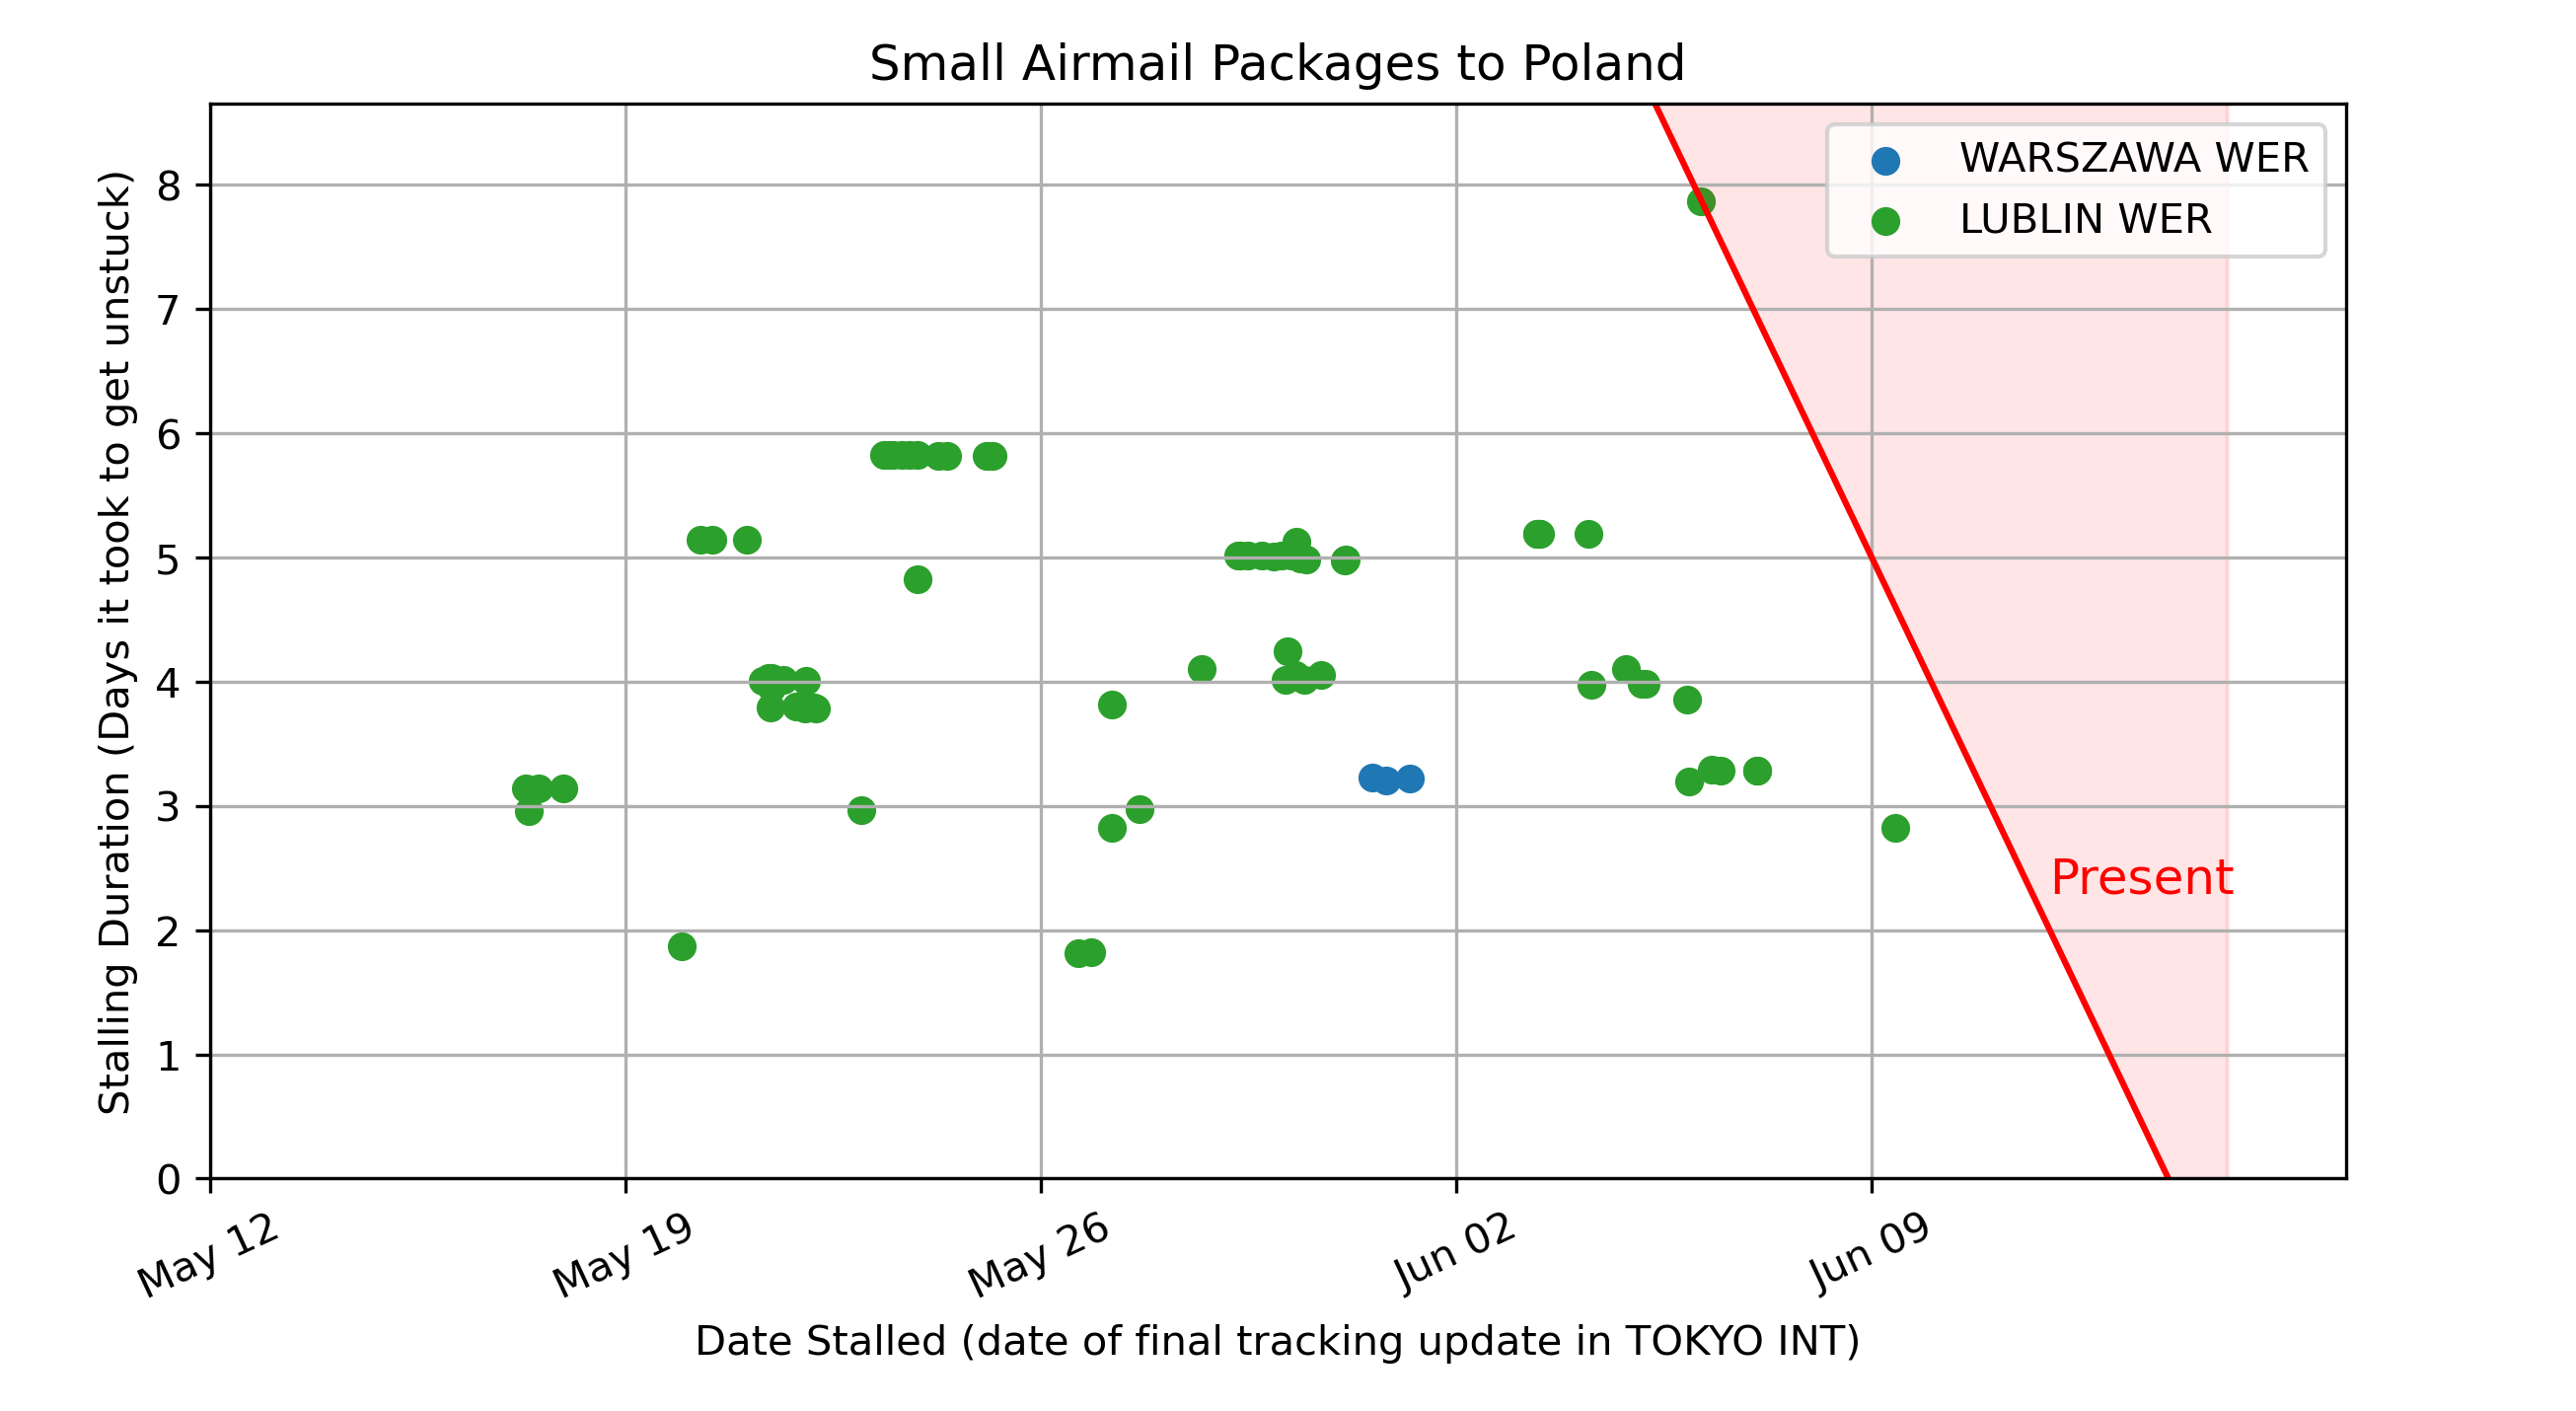 Small Airmail Packages to Poland
WARSZAWA WER
LUBLIN WER
Stalling Duration (Days it took to get unstuck)
8
7
6
5
4
3
2
1
0
Present
May 12
May 19
May 26
Jun 02
Jun 09
Date Stalled (date of final tracking update in TOKYO INT)